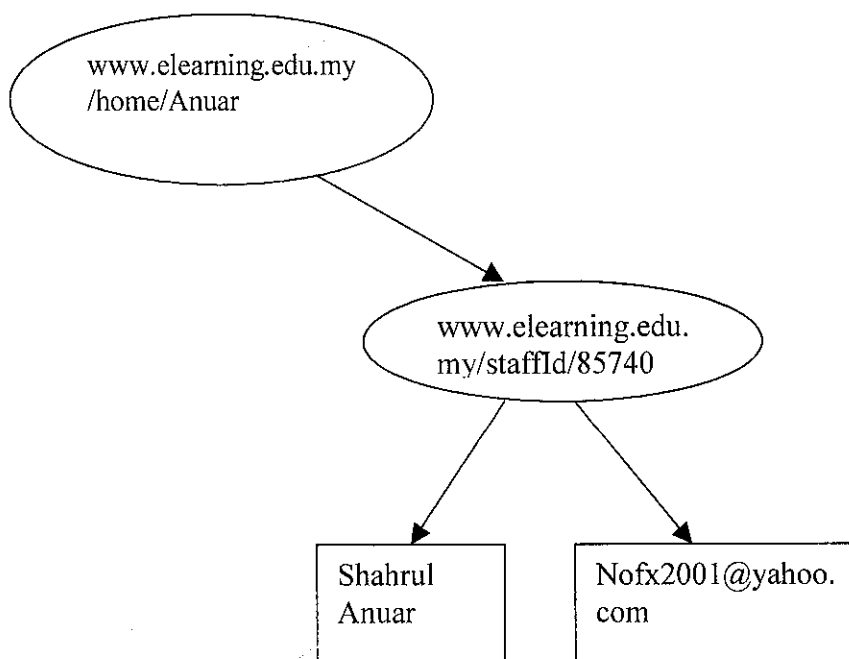 www.elearning.edu.my
/home/Anuar
www.elearning.edu.
my/staffId/85740
Shahrul
Anuar
Nofx2001@yahoo.
com